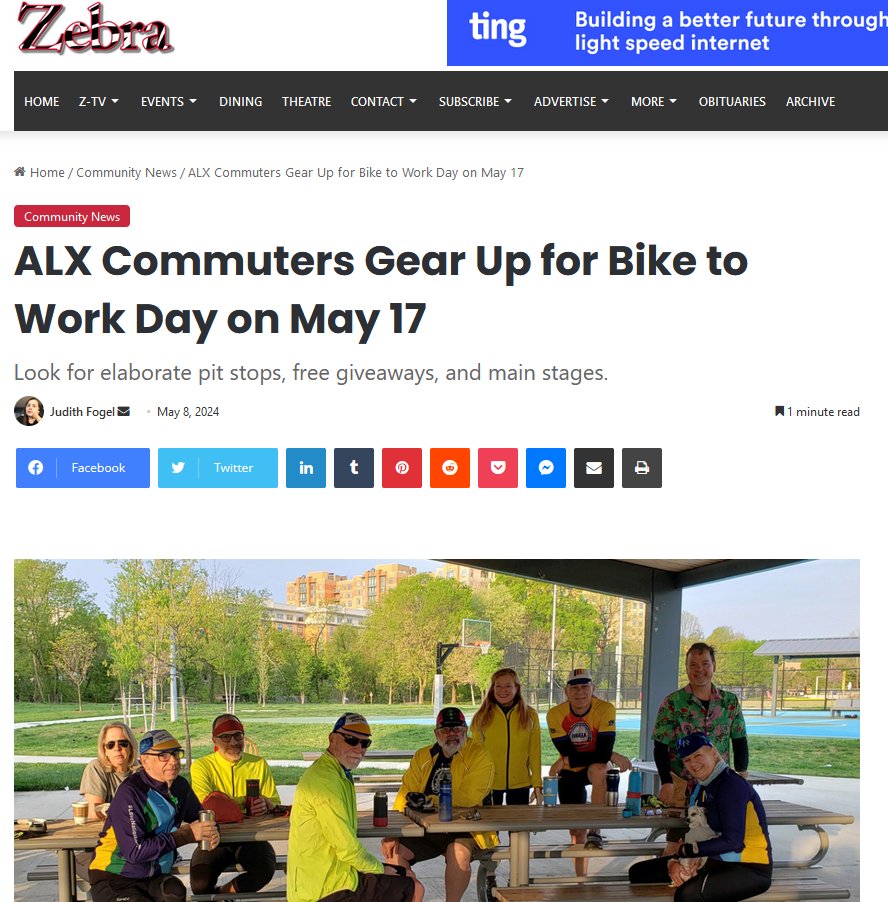 Zebra
ting
Building a better future through
light speed internet
HOME Z-TV EVENTS DINING THEATRE CONTACT SUBSCRIBE ADVERTISE MORE OBITUARIES ARCHIVE
Home / Community News / ALX Commuters Gear Up for Bike to Work Day on May 17
Community News
ALX Commuters Gear Up for Bike to
Work Day on May 17
Look for elaborate pit stops, free giveaways, and main stages.
Judith Fogel May 8, 2024 1 minute read
Facebook Twitter in t